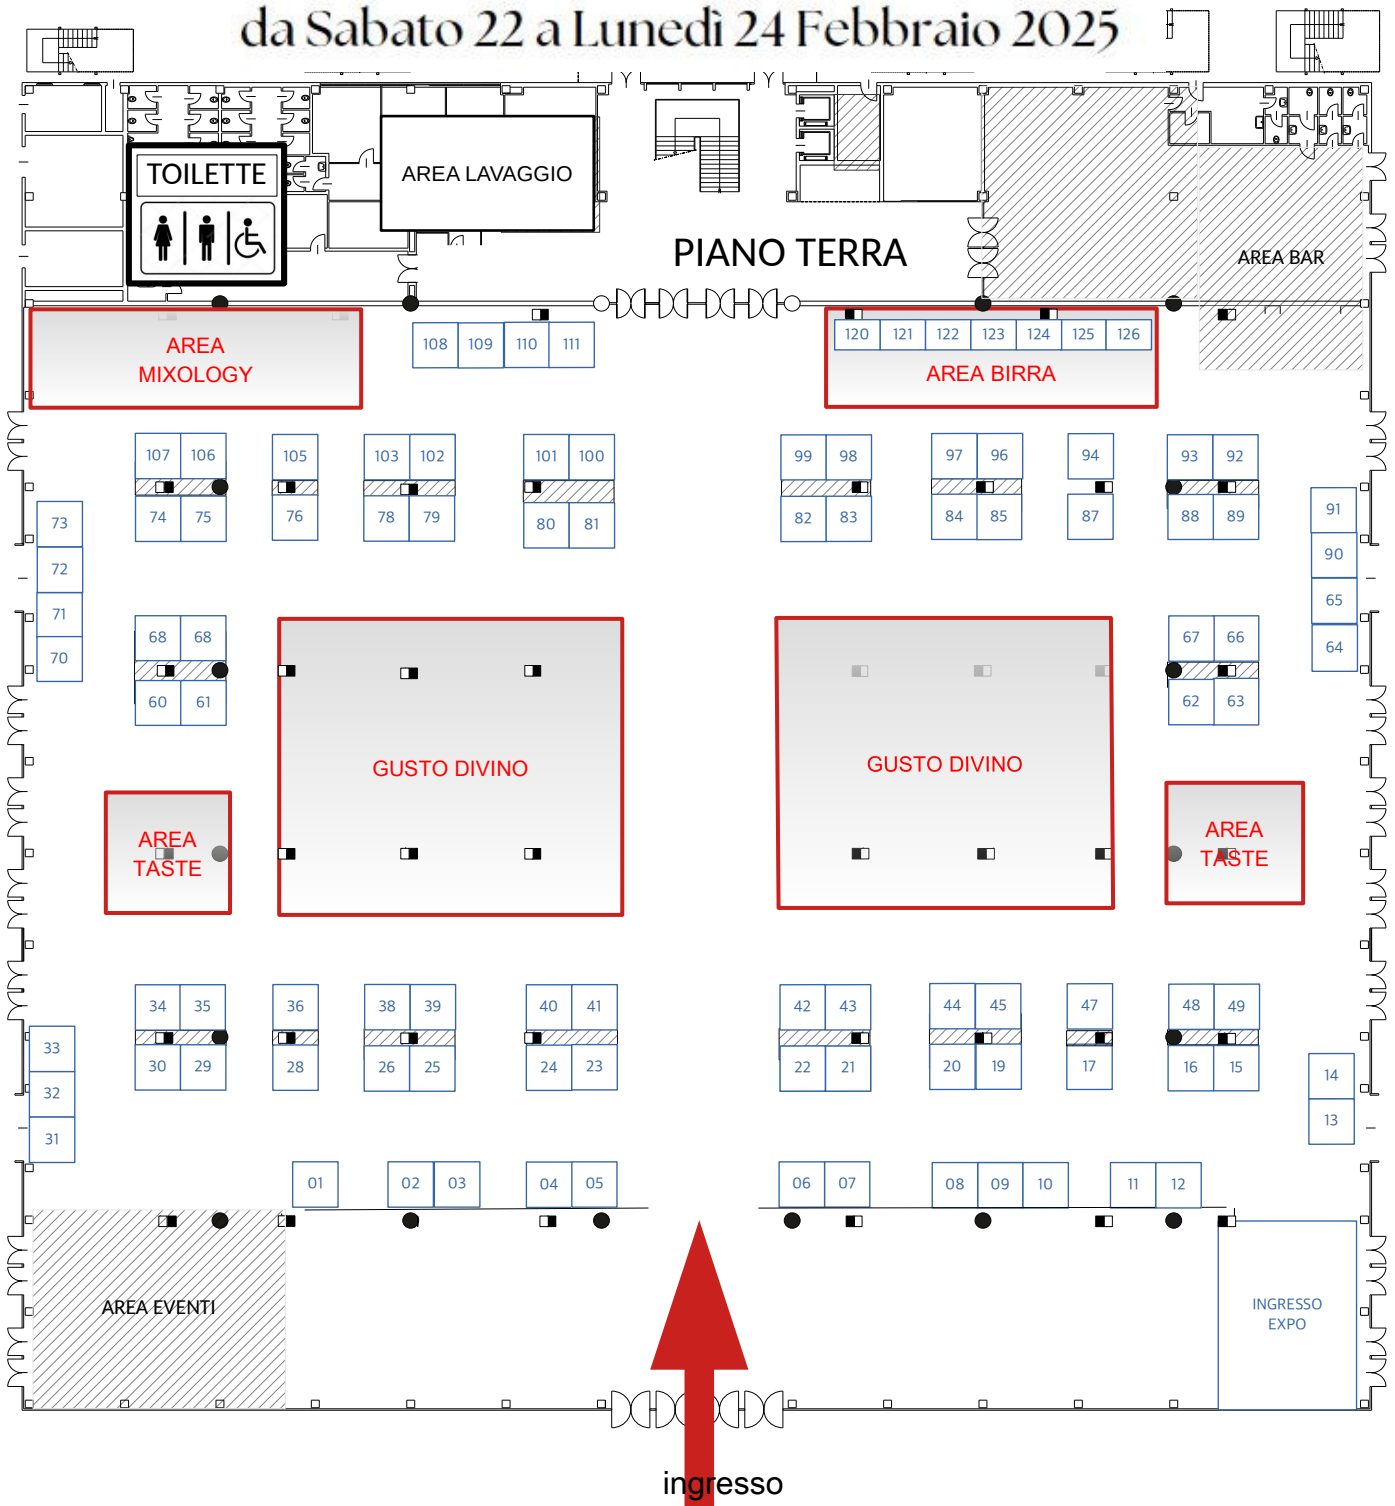 da Sabato 22 a Lunedì 24 Febbraio 2025
TOILETTE
AREA LAVAGGIO
PIANO TERRA
AREA BAR
AREA
MIXOLOGY
108 109 110 111
120 121 122 123 124 125 126
AREA BIRRA
107 106 105 103 102 101 100 99 98 97 96 94 93 92
74 75 76 78 79 80 81 82 83 84 85 87 88 89
73
72
71
70
91
90
65
64
68 68
60 61
67 66
62 63
GUSTO DIVINO
GUSTO DIVINO
AREA
TASTE
AREA
TASTE
34 35 36 38 39 40 41 42 43 44 45 47 48 49
30 29 28 26 25 24 23 22 21 20 19 17 16 15
33
32
31
14
13
01 02 03 04 05 06 07 08 09 10 11 12
AREA EVENTI
INGRESSO
EXPO
ingresso